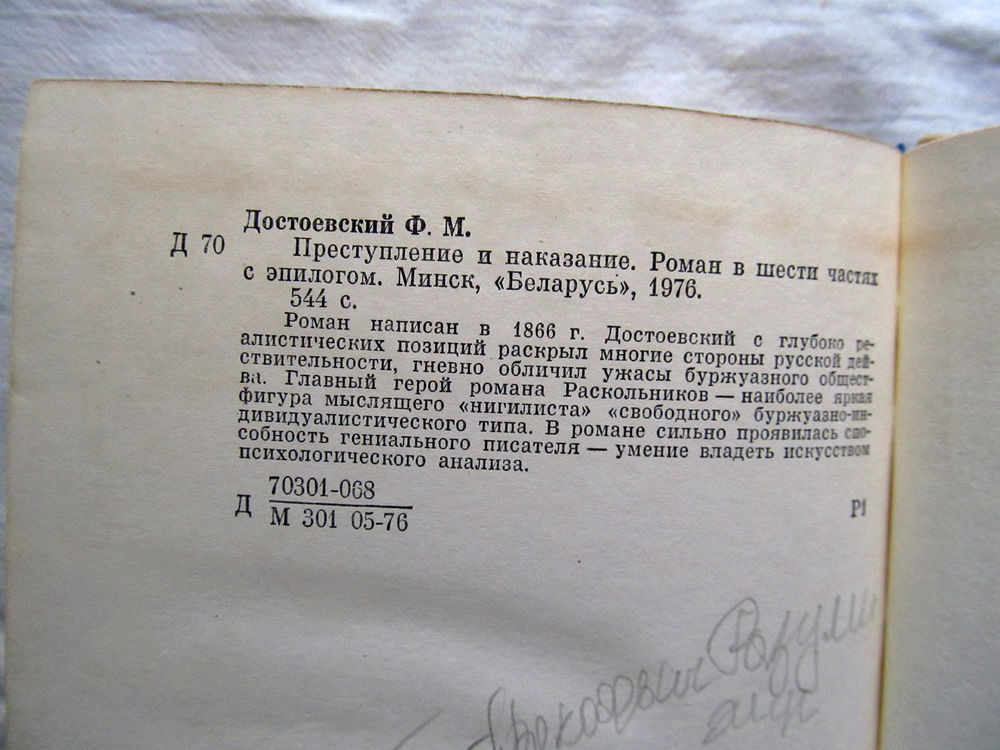 Достоевский Ф. М.
Д 70 Преступление и наказание. Роман в шести частях
с эпилогом. Минск, «Беларусь», 1976.
544 с.
Роман написан в 1866 г. Достоевский с глубоко ре-
алистических позиций раскрыл многие стороны русской дей-
ствительности, гневно обличил ужасы буржуазного общест-
ва. Главный герой романа Раскольников — наиболее яркая
фигура мыслящего «нигилиста» «свободного» буржуазно-ин-
дивидуалистического типа. В романе сильно проявилась спо-
собность гениального писателя — умение владеть искусством
психологического анализа.
Д 70301-068
М 301 05-76
Р1